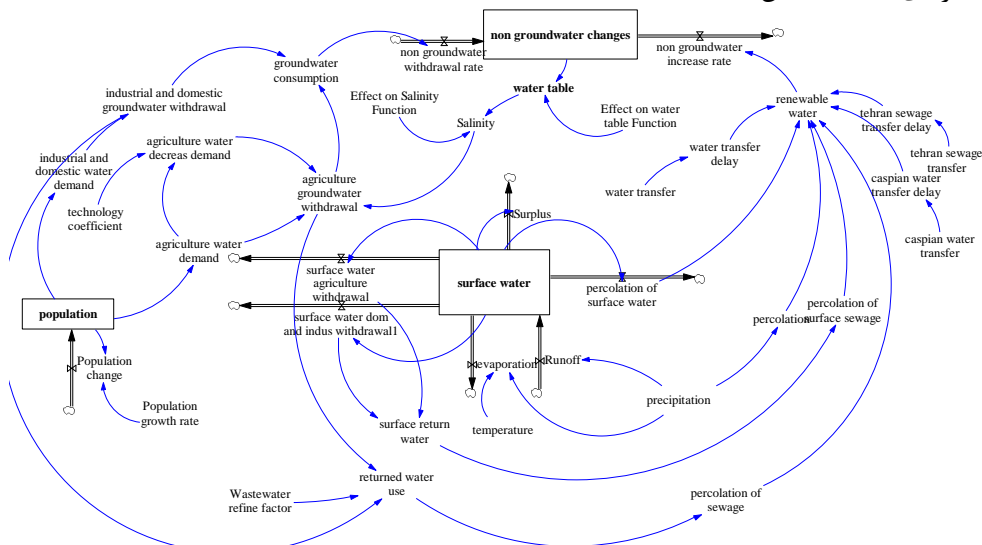 non groundwater changes
non groundwater
withdrawal rate
non groundwater
increase rate
groundwater
consumption
industrial and domestic
groundwater withdrawal
Effect on Salinity
Function
water table
Salinity
Effect on water
table Function
renewable
water
tehran sewage
transfer delay
tehran sewage
transfer
agriculture water
decreas demand
industrial and
domestic water
demand
water transfer
delay
caspian water
transfer delay
agriculture
groundwater
withdrawal
water transfer
technology
coefficient
Surplus
caspian water
transfer
agriculture water
demand
surface water
agriculture
withdrawal
surface water
percolation of
surface water
population
surface water dom
and indus withdrawal1
percolation
percolation of
surface sewage
Population
change
evaporation
Runoff
precipitation
Population
growth rate
surface return
water
temperature
returned water
use
Wastewater
refine factor
percolation of
sewage